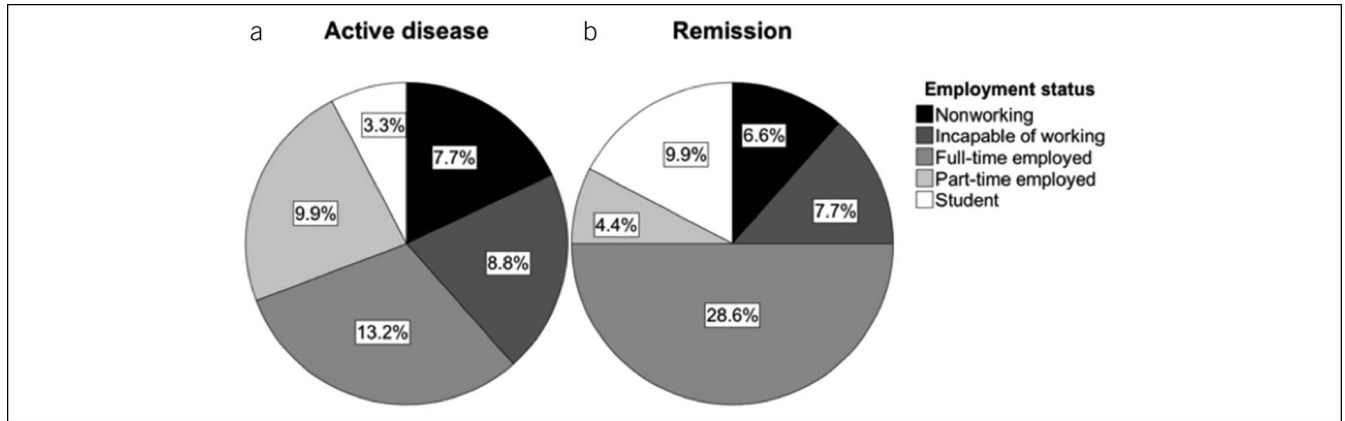 a Active disease
b Remission
3.3%
7.7%
9.9%
8.8%
13.2%
9.9%
6.6%
4.4%
7.7%
28.6%
Employment status
Nonworking
Incapable of working
Full-time employed
Part-time employed
Student